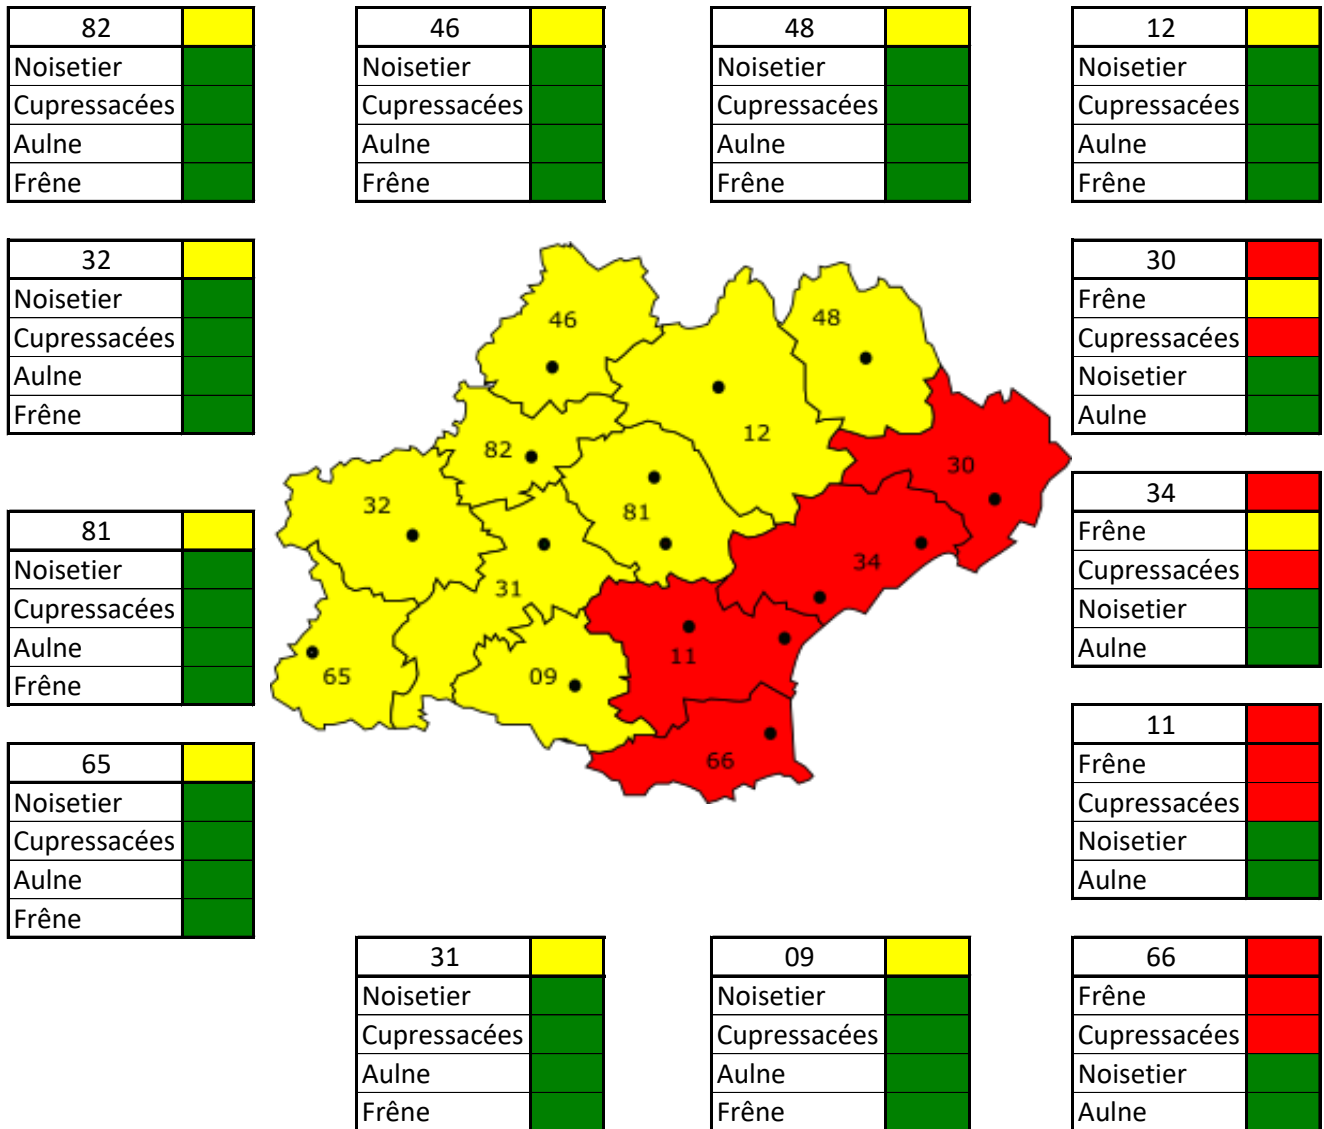 82
Noisetier
Cupressacées
Aulne
Frêne
46
Noisetier
Cupressacées
Aulne
Frêne
48
Noisetier
Cupressacées
Aulne
Frêne
12
Noisetier
Cupressacées
Aulne
Frêne
32
Noisetier
Cupressacées
Aulne
Frêne
81
Noisetier
Cupressacées
Aulne
Frêne
65
Noisetier
Cupressacées
Aulne
Frêne
46
48
12
82
30
32
81
34
31
11
65
09
66
30
Frêne
Cupressacées
Noisetier
Aulne
34
Frêne
Cupressacées
Noisetier
Aulne
11
Frêne
Cupressacées
Noisetier
Aulne
31
Noisetier
Cupressacées
Aulne
Frêne
09
Noisetier
Cupressacées
Aulne
Frêne
66
Frêne
Cupressacées
Noisetier
Aulne